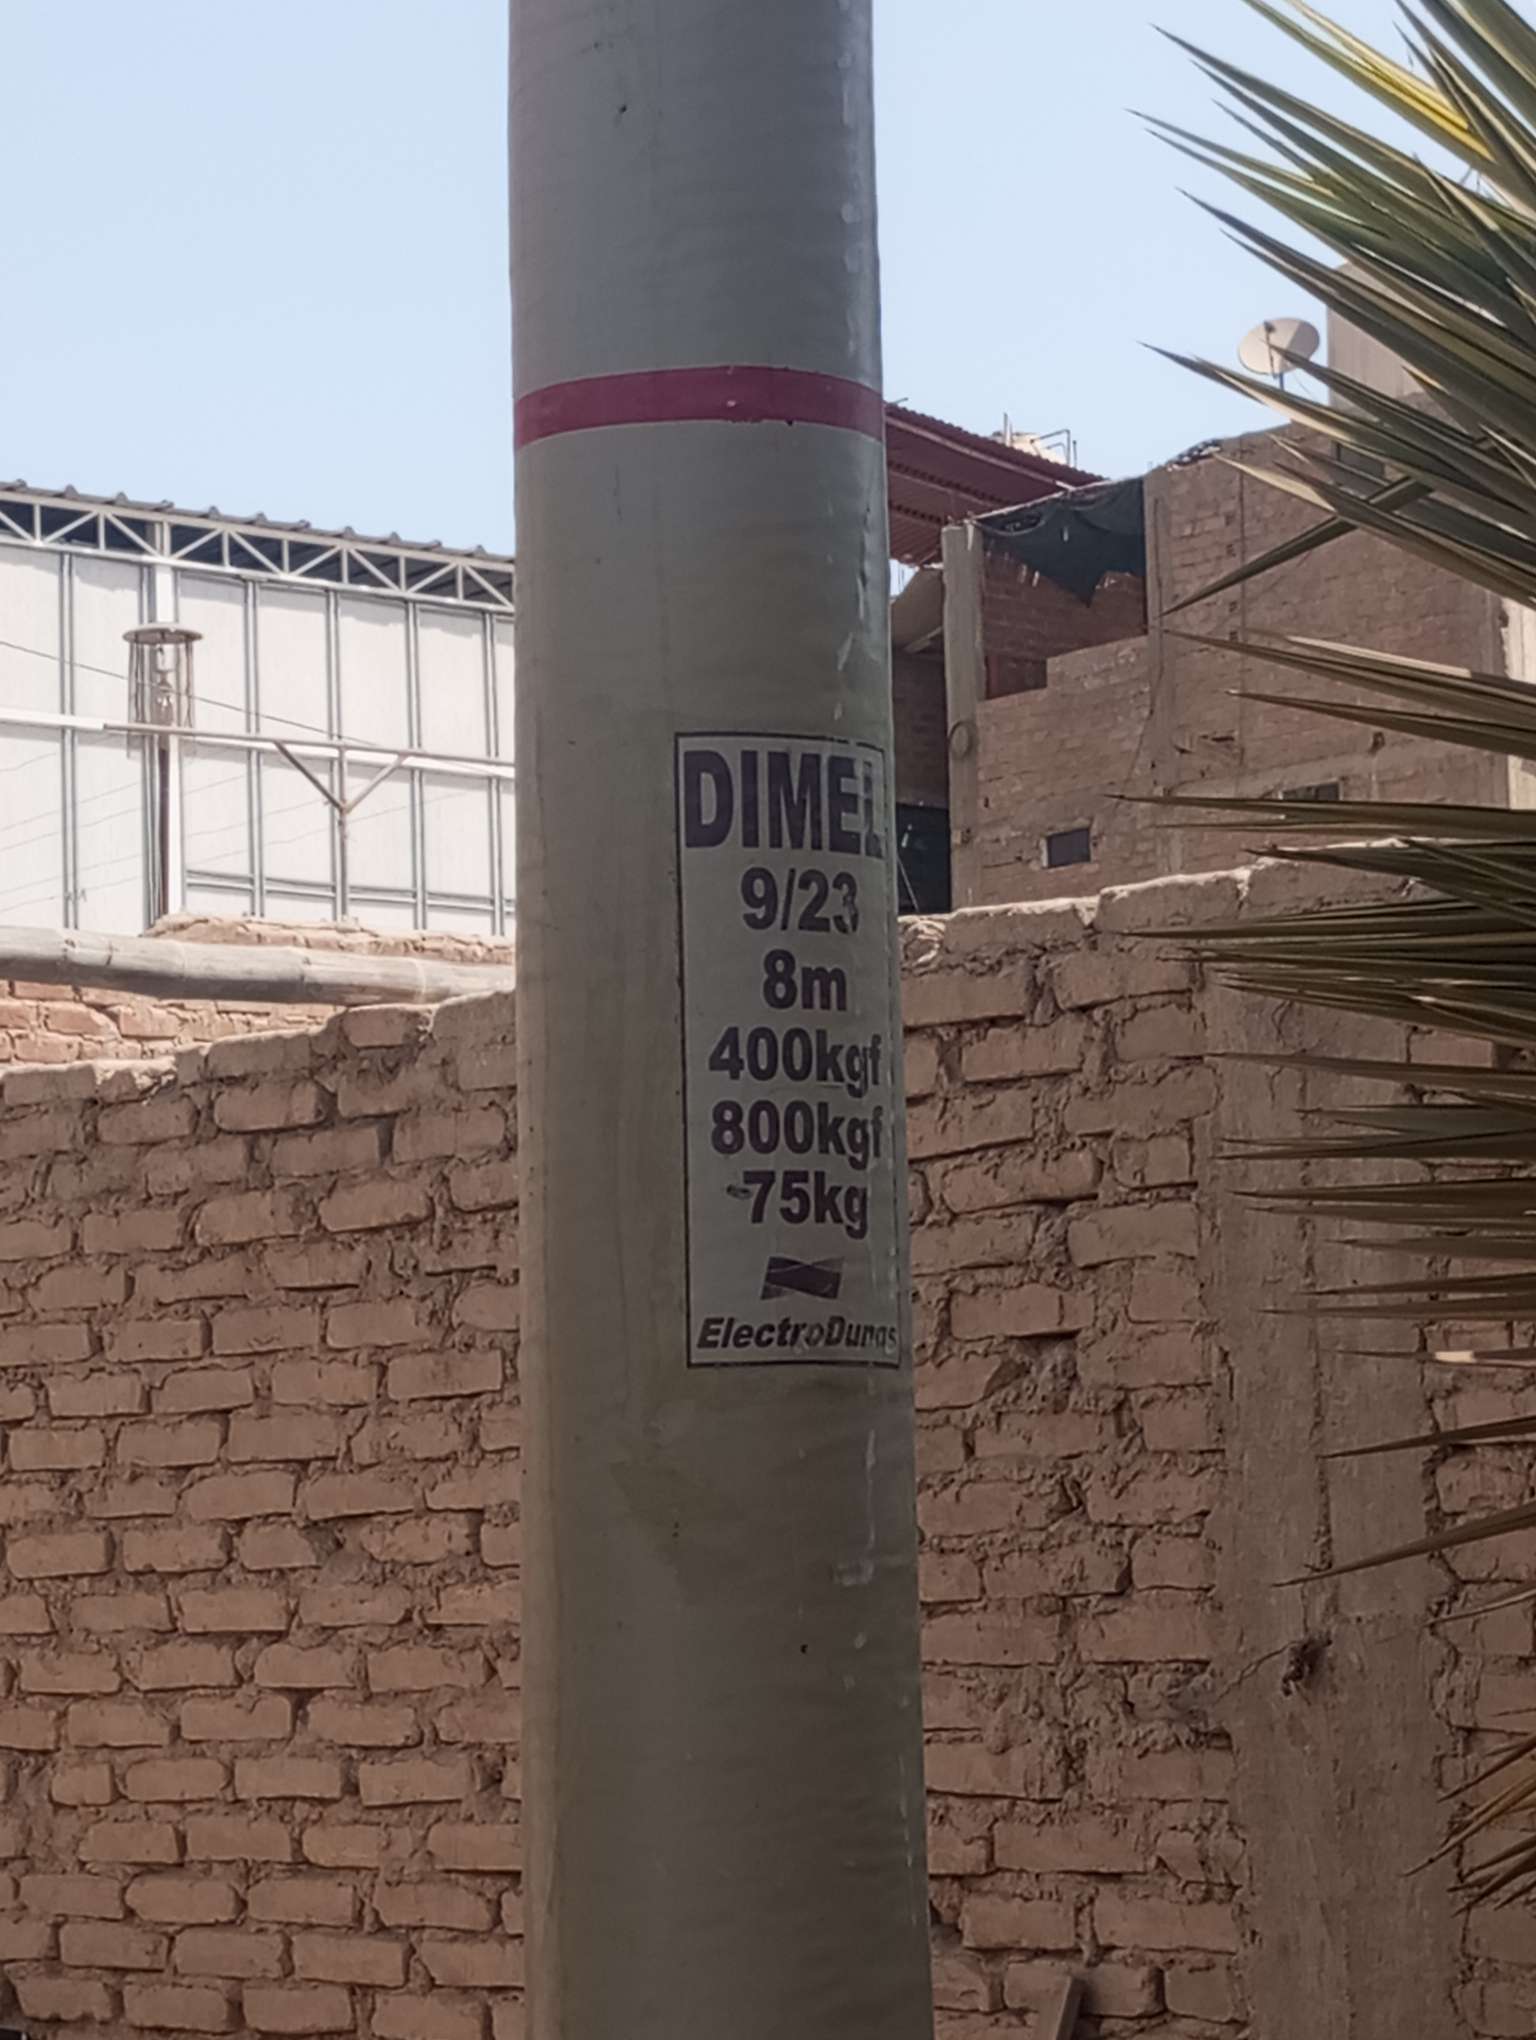 DIMEL
9/23
8m
400kgf
800kgf
75kg
ElectroDunas